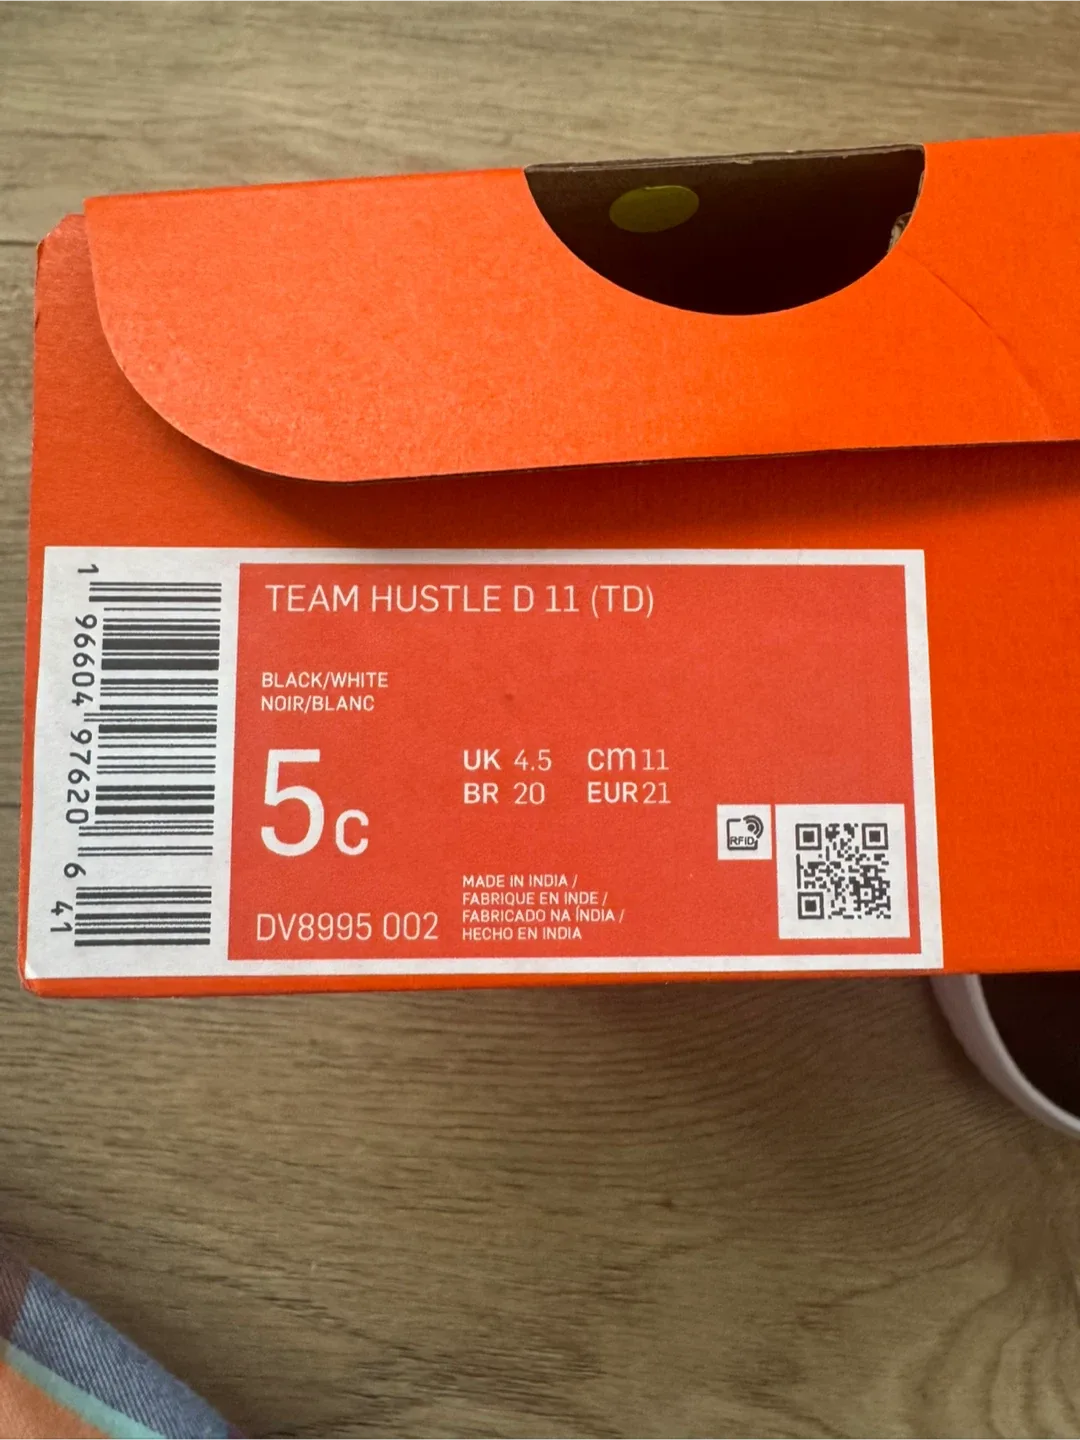 TEAM HUSTLE D 11 (TD)
BLACK/WHITE
NOIR/BLANC
5c
UK 4.5 cm 11
BR 20 EUR 21
RFID
MADE IN INDIA /
FABRIQUE EN INDE /
FABRICADO NA ÍNDIA /
HECHO EN INDIA
DV8995 002
1 96604 97620 6 41